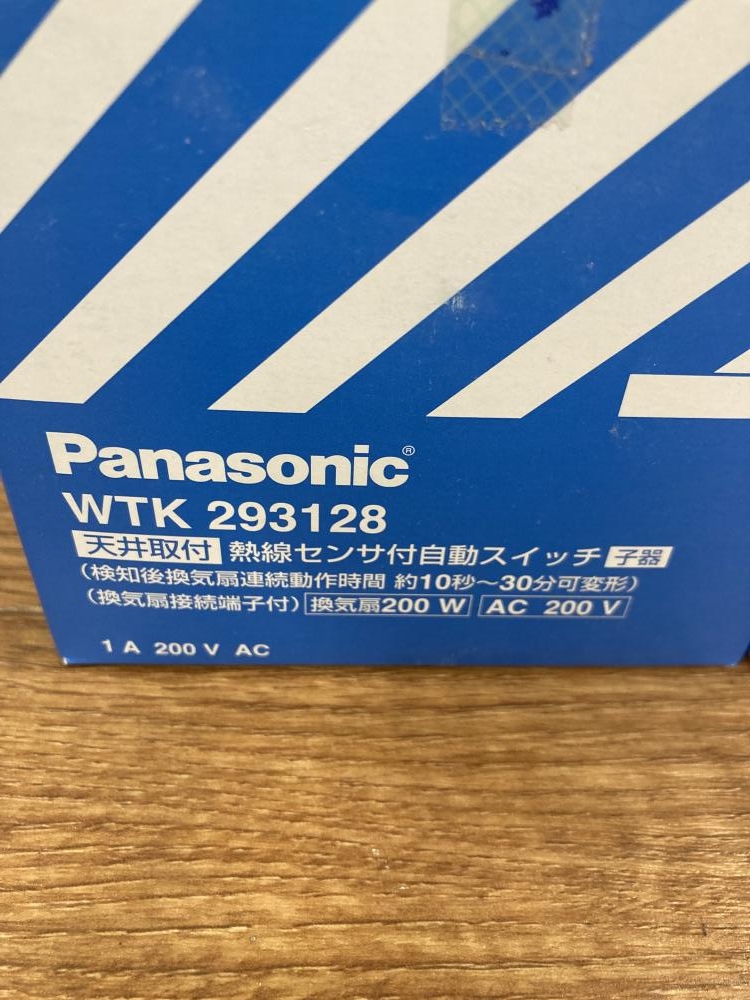 Panasonic®
WTK 293128
天井取付 熱線センサ付自動スイッチ 子器
(検知後換気扇連続動作時間 約10秒〜30分可変形)
(換気扇接続端子付) 換気扇200 W AC 200 V
1 A 200 V AC